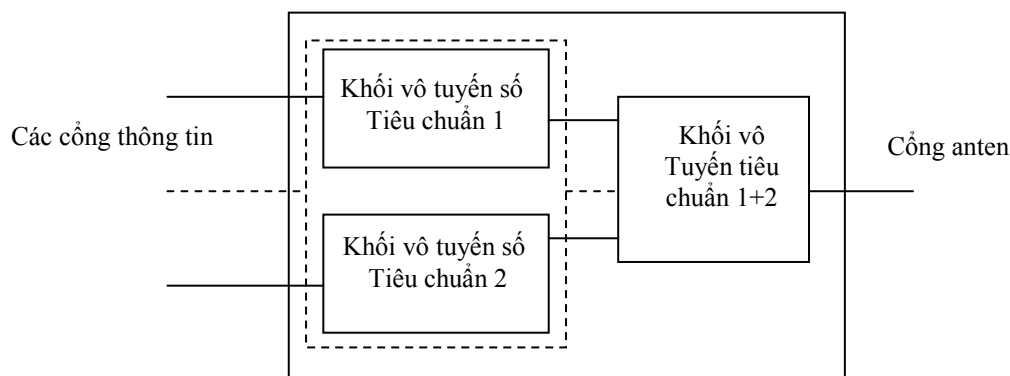 Khối vô tuyến số
Tiêu chuẩn 1
Các cổng thông tin
Khối vô
Tuyến tiêu
chuẩn 1+2
Cổng anten
Khối vô tuyến số
Tiêu chuẩn 2